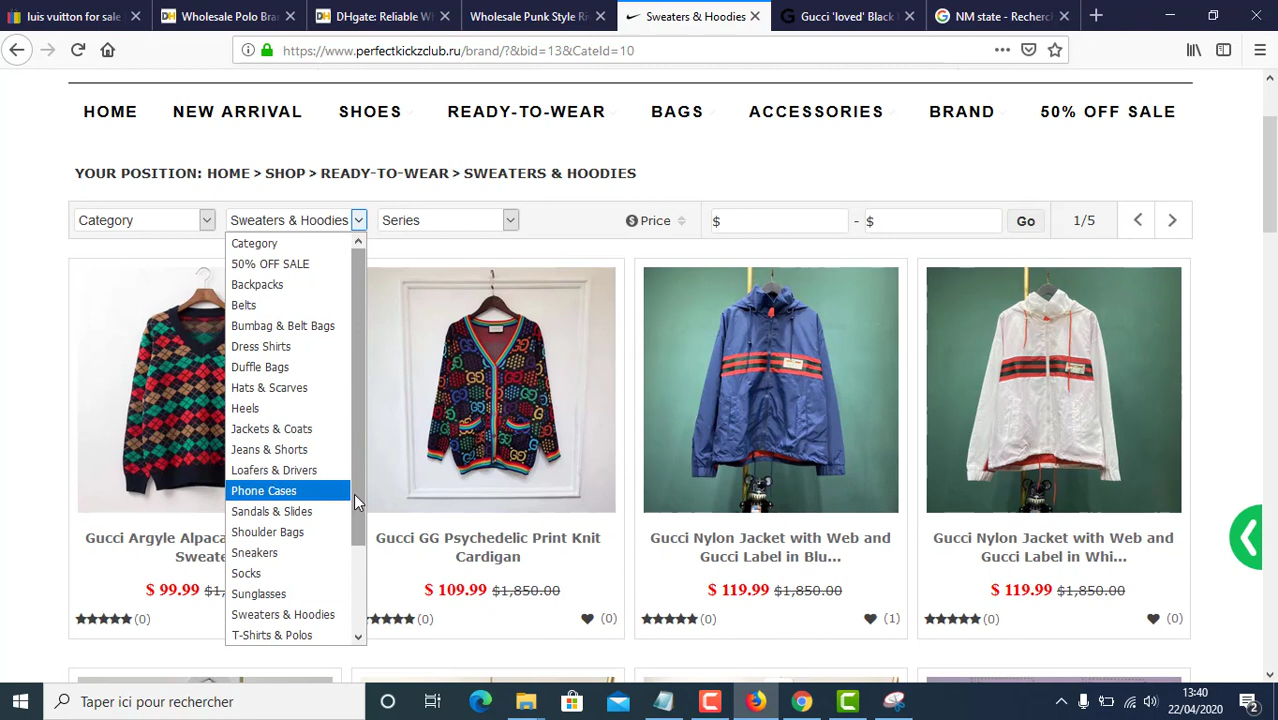 luis vuitton for sale
Wholesale Polo Bra
DHgate: Reliable W
Wholesale Punk Style Ri
Sweaters & Hoodies
Gucci 'loved' Black
NM state - Recherc
https://www.perfectkickzclub.ru/brand/?&bid=13&CateId=10
HOME NEW ARRIVAL SHOES READY-TO-WEAR BAGS ACCESSORIES BRAND 50% OFF SALE
YOUR POSITION: HOME > SHOP > READY-TO-WEAR > SWEATERS & HOODIES
Category Sweaters & Hoodies Series Price $ - $ Go 1/5
Category
50% OFF SALE
Backpacks
Belts
Bumbag & Belt Bags
Dress Shirts
Duffle Bags
Hats & Scarves
Heels
Jackets & Coats
Jeans & Shorts
Loafers & Drivers
Phone Cases
Sandals & Slides
Shoulder Bags
Sneakers
Socks
Sunglasses
Sweaters & Hoodies
T-Shirts & Polos
Gucci Argyle Alpaca
Sweate
$ 99.99 $1,
(0)
Gucci GG Psychedelic Print Knit
Cardigan
$ 109.99 $1,850.00
(0) (0)
Gucci Nylon Jacket with Web and
Gucci Label in Blu...
$ 119.99 $1,850.00
(0) (1)
Gucci Nylon Jacket with Web and
Gucci Label in Whi...
$ 119.99 $1,850.00
(0) (0)
Taper ici pour rechercher
13:40
22/04/2020
2